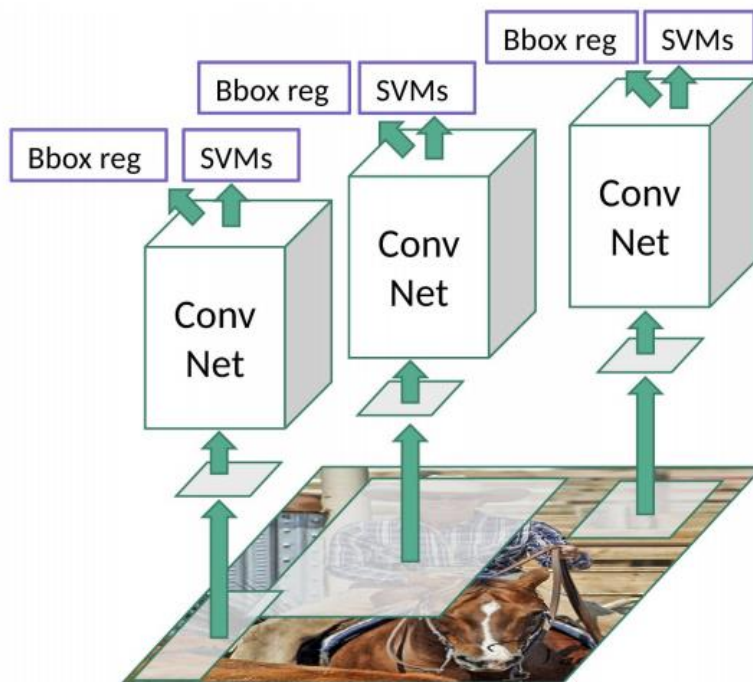 Bbox reg SVMs
Bbox reg SVMs
Bbox reg SVMs
Conv
Net
Conv
Net
Conv
Net